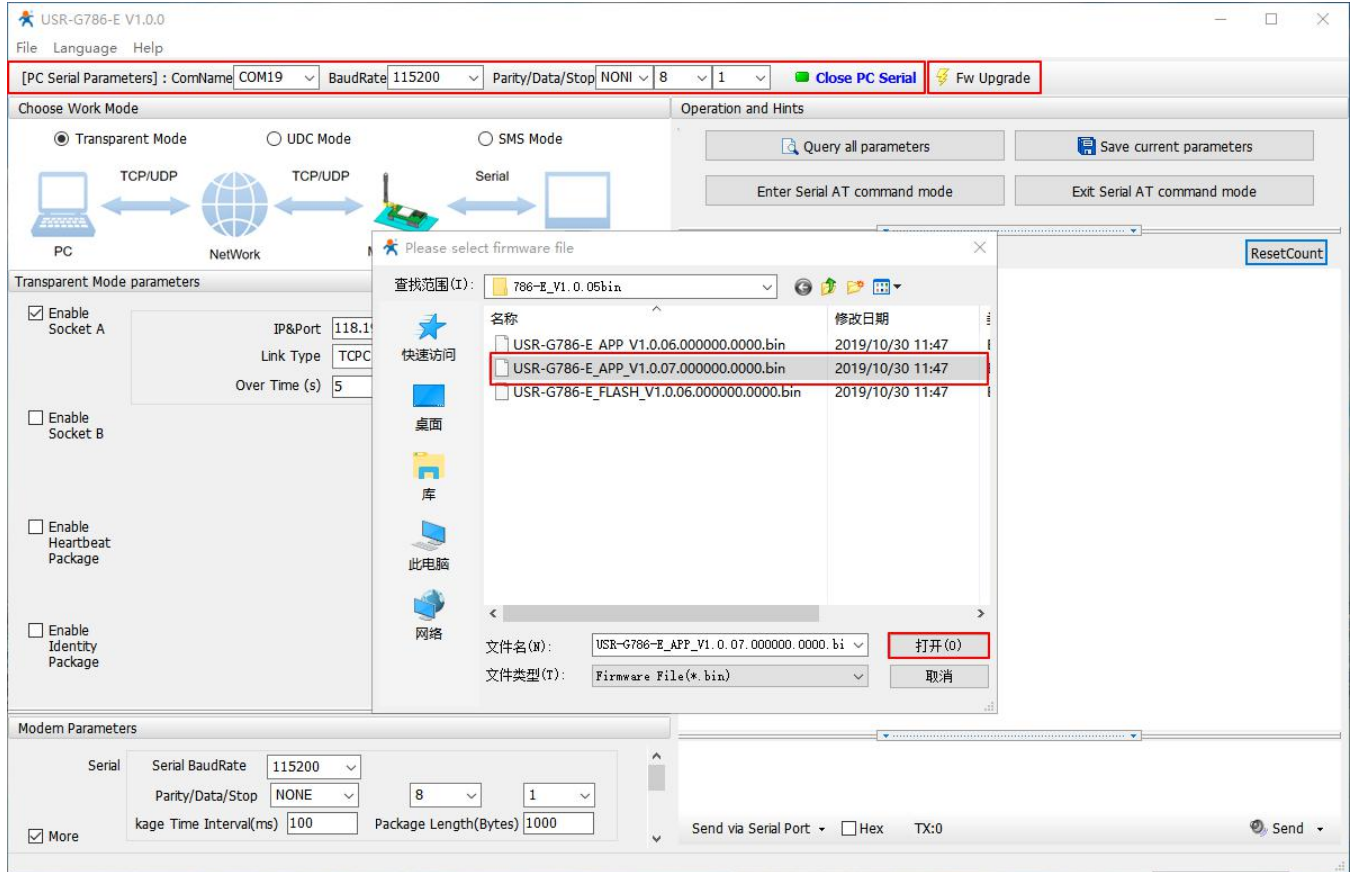 USR-G786-E V1.0.0
File Language Help
[PC Serial Parameters] : ComName COM19 BaudRate 115200 Parity/Data/Stop NONI 8 1 Close PC Serial Fw Upgrade
Choose Work Mode
Operation and Hints
Transparent Mode UDC Mode SMS Mode
Query all parameters Save current parameters
TCP/UDP TCP/UDP Serial
Enter Serial AT command mode Exit Serial AT command mode
PC NetWork
ResetCount
Please select firmware file
查找范围(I): 786-E_V1.0.05bin
名称 修改日期
USR-G786-E_APP_V1.0.06.000000.0000.bin 2019/10/30 11:47
USR-G786-E_APP_V1.0.07.000000.0000.bin 2019/10/30 11:47
USR-G786-E_FLASH_V1.0.06.000000.0000.bin 2019/10/30 11:47
快速访问
桌面
库
此电脑
网络
文件名(N): USR-G786-E_APP_V1.0.07.000000.0000.bi 打开(O)
文件类型(T): Firmware File(*.bin) 取消
Transparent Mode parameters
Enable
Socket A
IP&Port 118.19
Link Type TCPC
Over Time (s) 5
Enable
Socket B
Enable
Heartbeat
Package
Enable
Identity
Package
Modem Parameters
Serial Serial BaudRate 115200
Parity/Data/Stop NONE 8 1
kage Time Interval(ms) 100 Package Length(Bytes) 1000
More
Send via Serial Port Hex TX:0 Send